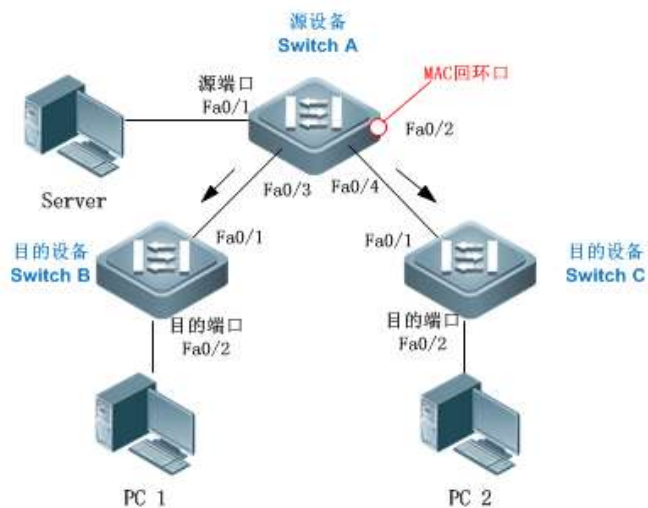 源设备
Switch A
MAC回环口
源端口
Fa0/1
Fa0/2
Server
Fa0/3
Fa0/4
目的设备
Switch B
Fa0/1
Fa0/1
目的设备
Switch C
目的端口
Fa0/2
目的端口
Fa0/2
PC 1
PC 2